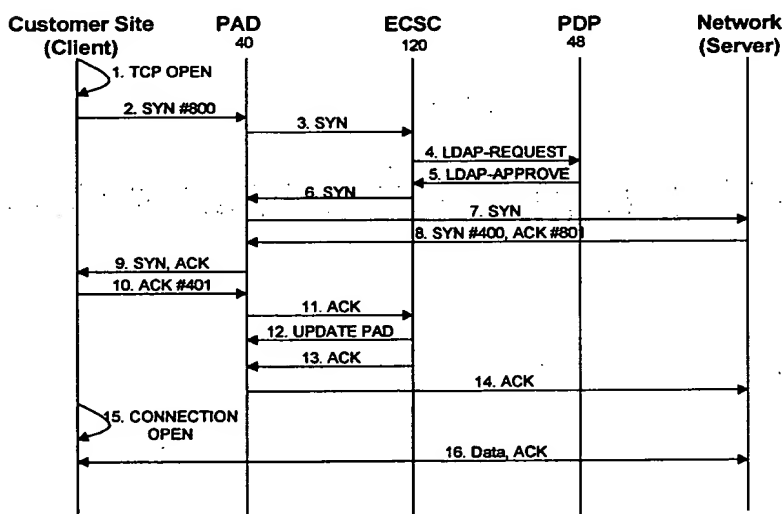 Customer Site PAD ECSC PDP Network
(Client) 40 120 48 (Server)
1. TCP OPEN
2. SYN #800
3. SYN
4. LDAP-REQUEST
5. LDAP-APPROVE
6. SYN
7. SYN
8. SYN #400, ACK #801
9. SYN, ACK
10. ACK #401
11. ACK
12. UPDATE PAD
13. ACK
14. ACK
15. CONNECTION
OPEN
16. Data, ACK